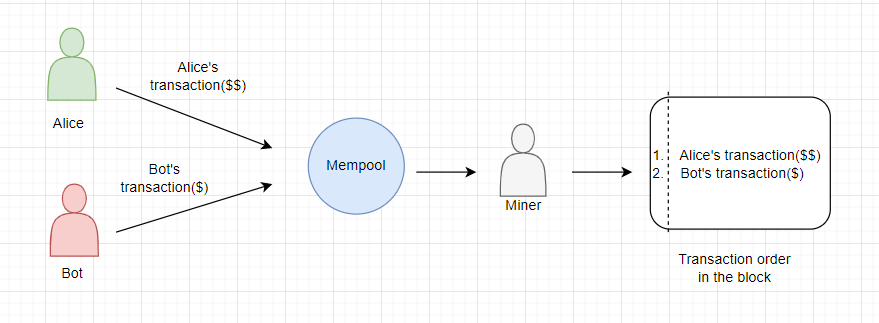 Alice's
transaction($$)
Alice
Bot's
transaction($)
Bot
Mempool
Miner
1. Alice's transaction($$)
2. Bot's transaction($)
Transaction order
in the block